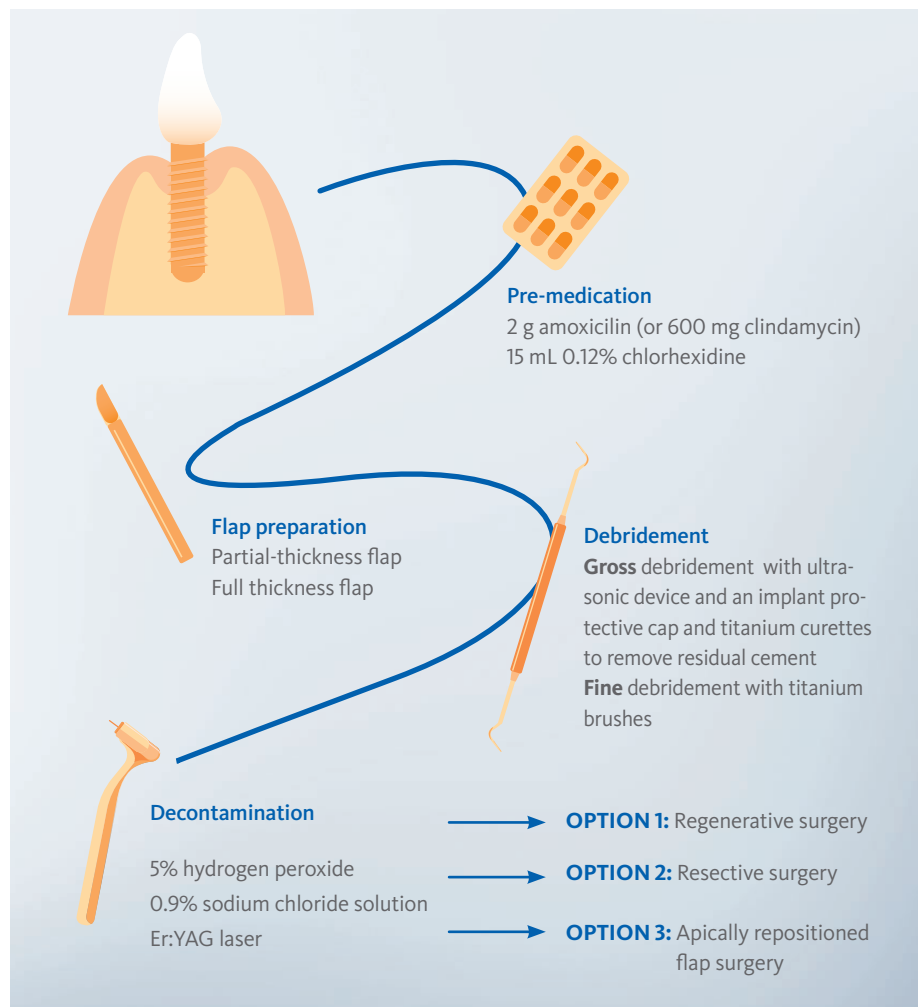 Pre-medication
2 g amoxicilin (or 600 mg clindamycin)
15 mL 0.12% chlorhexidine
Flap preparation
Partial-thickness flap
Full thickness flap
Debridement
Gross debridement with ultra-
sonic device and an implant pro-
tective cap and titanium curettes
to remove residual cement
Fine debridement with titanium
brushes
Decontamination
5% hydrogen peroxide
0.9% sodium chloride solution
Er:YAG laser
OPTION 1: Regenerative surgery
OPTION 2: Resective surgery
OPTION 3: Apically repositioned
flap surgery